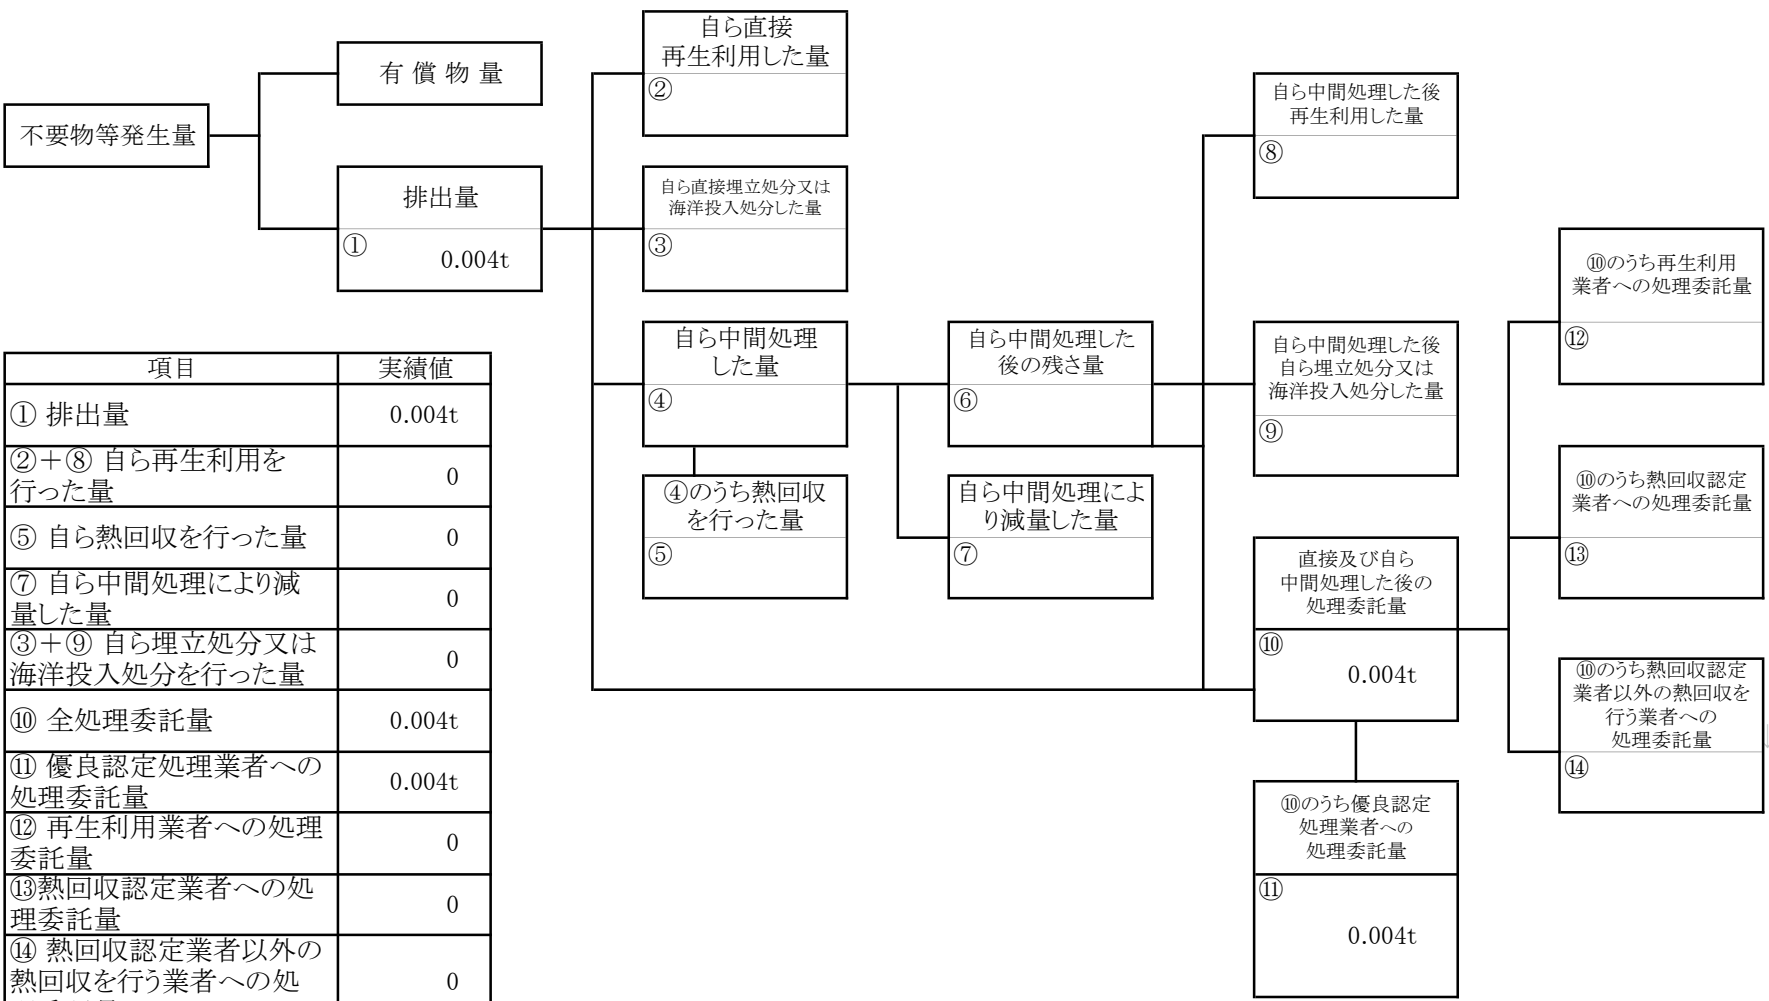 不要物等発生量
有 償 物 量
排出量
①
0.004t
自ら直接
再生利用した量
②
自ら直接埋立処分又は
海洋投入処分した量
③
自ら中間処理
した量
④
④のうち熱回収
を行った量
⑤
自ら中間処理した
後の残さ量
⑥
自ら中間処理によ
り減量した量
⑦
自ら中間処理した後
再生利用した量
⑧
自ら中間処理した後
自ら埋立処分又は
海洋投入処分した量
⑨
直接及び自ら
中間処理した後の
処理委託量
⑩
0.004t
⑩のうち優良認定
処理業者への
処理委託量
⑪
0.004t
⑩のうち再生利用
業者への処理委託量
⑫
⑩のうち熱回収認定
業者への処理委託量
⑬
⑩のうち熱回収認定
業者以外の熱回収を
行う業者への
処理委託量
⑭
項目 実績値
① 排出量 0.004t
②＋⑧ 自ら再生利用を
行った量 0
⑤ 自ら熱回収を行った量 0
⑦ 自ら中間処理により減
量した量 0
③＋⑨ 自ら埋立処分又は
海洋投入処分を行った量 0
⑩ 全処理委託量 0.004t
⑪ 優良認定処理業者への
処理委託量 0.004t
⑫ 再生利用業者への処理
委託量 0
⑬熱回収認定業者への処
理委託量 0
⑭ 熱回収認定業者以外の
熱回収を行う業者への処 0